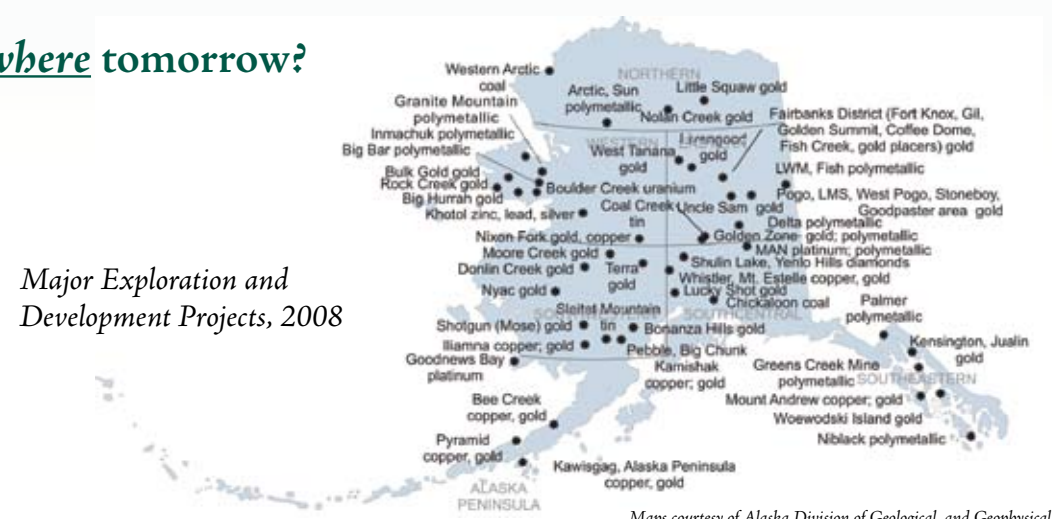 where tomorrow?
Major Exploration and
Development Projects, 2008
Western Arctic
coal
NORTHERN
Arctic, Sun
polymetallic
Little Squaw gold
Nolan Creek gold
Granite Mountain
polymetallic
Inmachuk polymetallic
Big Bar polymetallic
Fairbanks District (Fort Knox, Gil,
Golden Summit, Coffee Dome,
Fish Creek, gold placers) gold
WESTERN
Livengood
gold
West Tanana
gold
LWM, Fish polymetallic
Bulk Gold gold
Rock Creek gold
Big Hurrah gold
Boulder Creek uranium
Pogo, LMS, West Pogo, Stoneboy,
Goodpaster area gold
Coal Creek
tin
Uncle Sam gold
Khotol zinc, lead, silver
Delta polymetallic
Nixon Fork gold, copper
Golden Zone gold; polymetallic
MAN platinum; polymetallic
Moore Creek gold
Shulin Lake, Yenlo Hills diamonds
Donlin Creek gold
Terra
gold
Whistler, Mt. Estelle copper, gold
Nyac gold
Lucky Shot gold
Chickaloon coal
Palmer
polymetallic
Sleitat Mountain
tin
SOUTHCENTRAL
Shotgun (Mose) gold
Bonanza Hills gold
Iliamna copper; gold
Pebble, Big Chunk
Kamishak
copper; gold
Kensington, Jualin
gold
Goodnews Bay
platinum
Greens Creek Mine
polymetallic
SOUTHEASTERN
Mount Andrew copper; gold
Bee Creek
copper, gold
Woewodski Island gold
Niblack polymetallic
Pyramid
copper, gold
Kawisgag, Alaska Peninsula
copper, gold
ALASKA
PENINSULA
Maps courtesy of Alaska Division of Geological and Geophysical